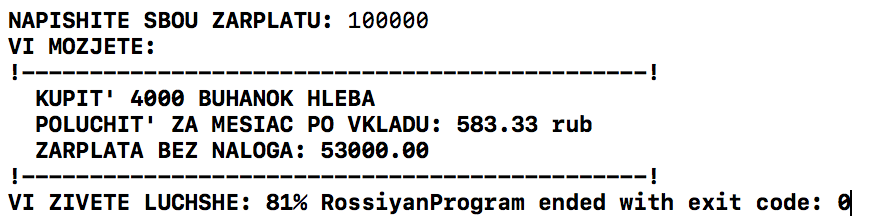 NAPISHITE SBOU ZARPLATU: 100000
VI MOZJETE:
!----------------------------------------------!
KUPIT' 4000 BUHANOK HLEBA
POLUCHIT' ZA MESIAC PO VKLADU: 583.33 rub
ZARPLATA BEZ NALOGA: 53000.00
!----------------------------------------------!
VI ZIVETE LUCHSHE: 81% RossiyanProgram ended with exit code: 0